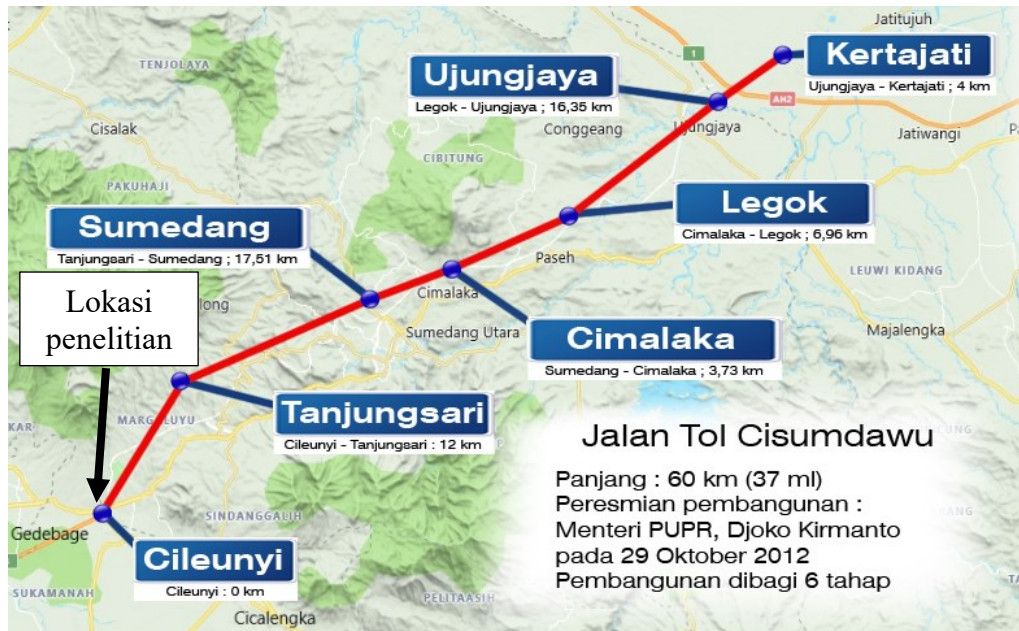 Jatitujuh
TENJOLAYA
1
Kertajati
Ujungjaya - Kertajati ; 4 km
Ujungjaya
Legok - Ujungjaya ; 16,35 km
AH2
Cisalak
Conggeang
Ujungjaya
Jatiwangi
CIBITUNG
PAKUHAJI
Legok
Cimalaka - Legok ; 6,96 km
Sumedang
Tanjungsari - Sumedang ; 17,51 km
Paseh
LEUWI KIDANG
Lokasi
penelitian
ong
Cimalaka
Sumedang Utara
Majalengka
Cimalaka
Sumedang - Cimalaka ; 3,73 km
Tanjungsari
Cileunyi - Tanjungsari : 12 km
Jalan Tol Cisumdawu
Panjang : 60 km (37 ml)
Peresmian pembangunan :
Menteri PUPR, Djoko Kirmanto
pada 29 Oktober 2012
Pembangunan dibagi 6 tahap
Gedebage
SINDANGGALIH
Cileunyi
Cileunyi : 0 km
SUKAMANAH
PELITAASIH
Cicalengka